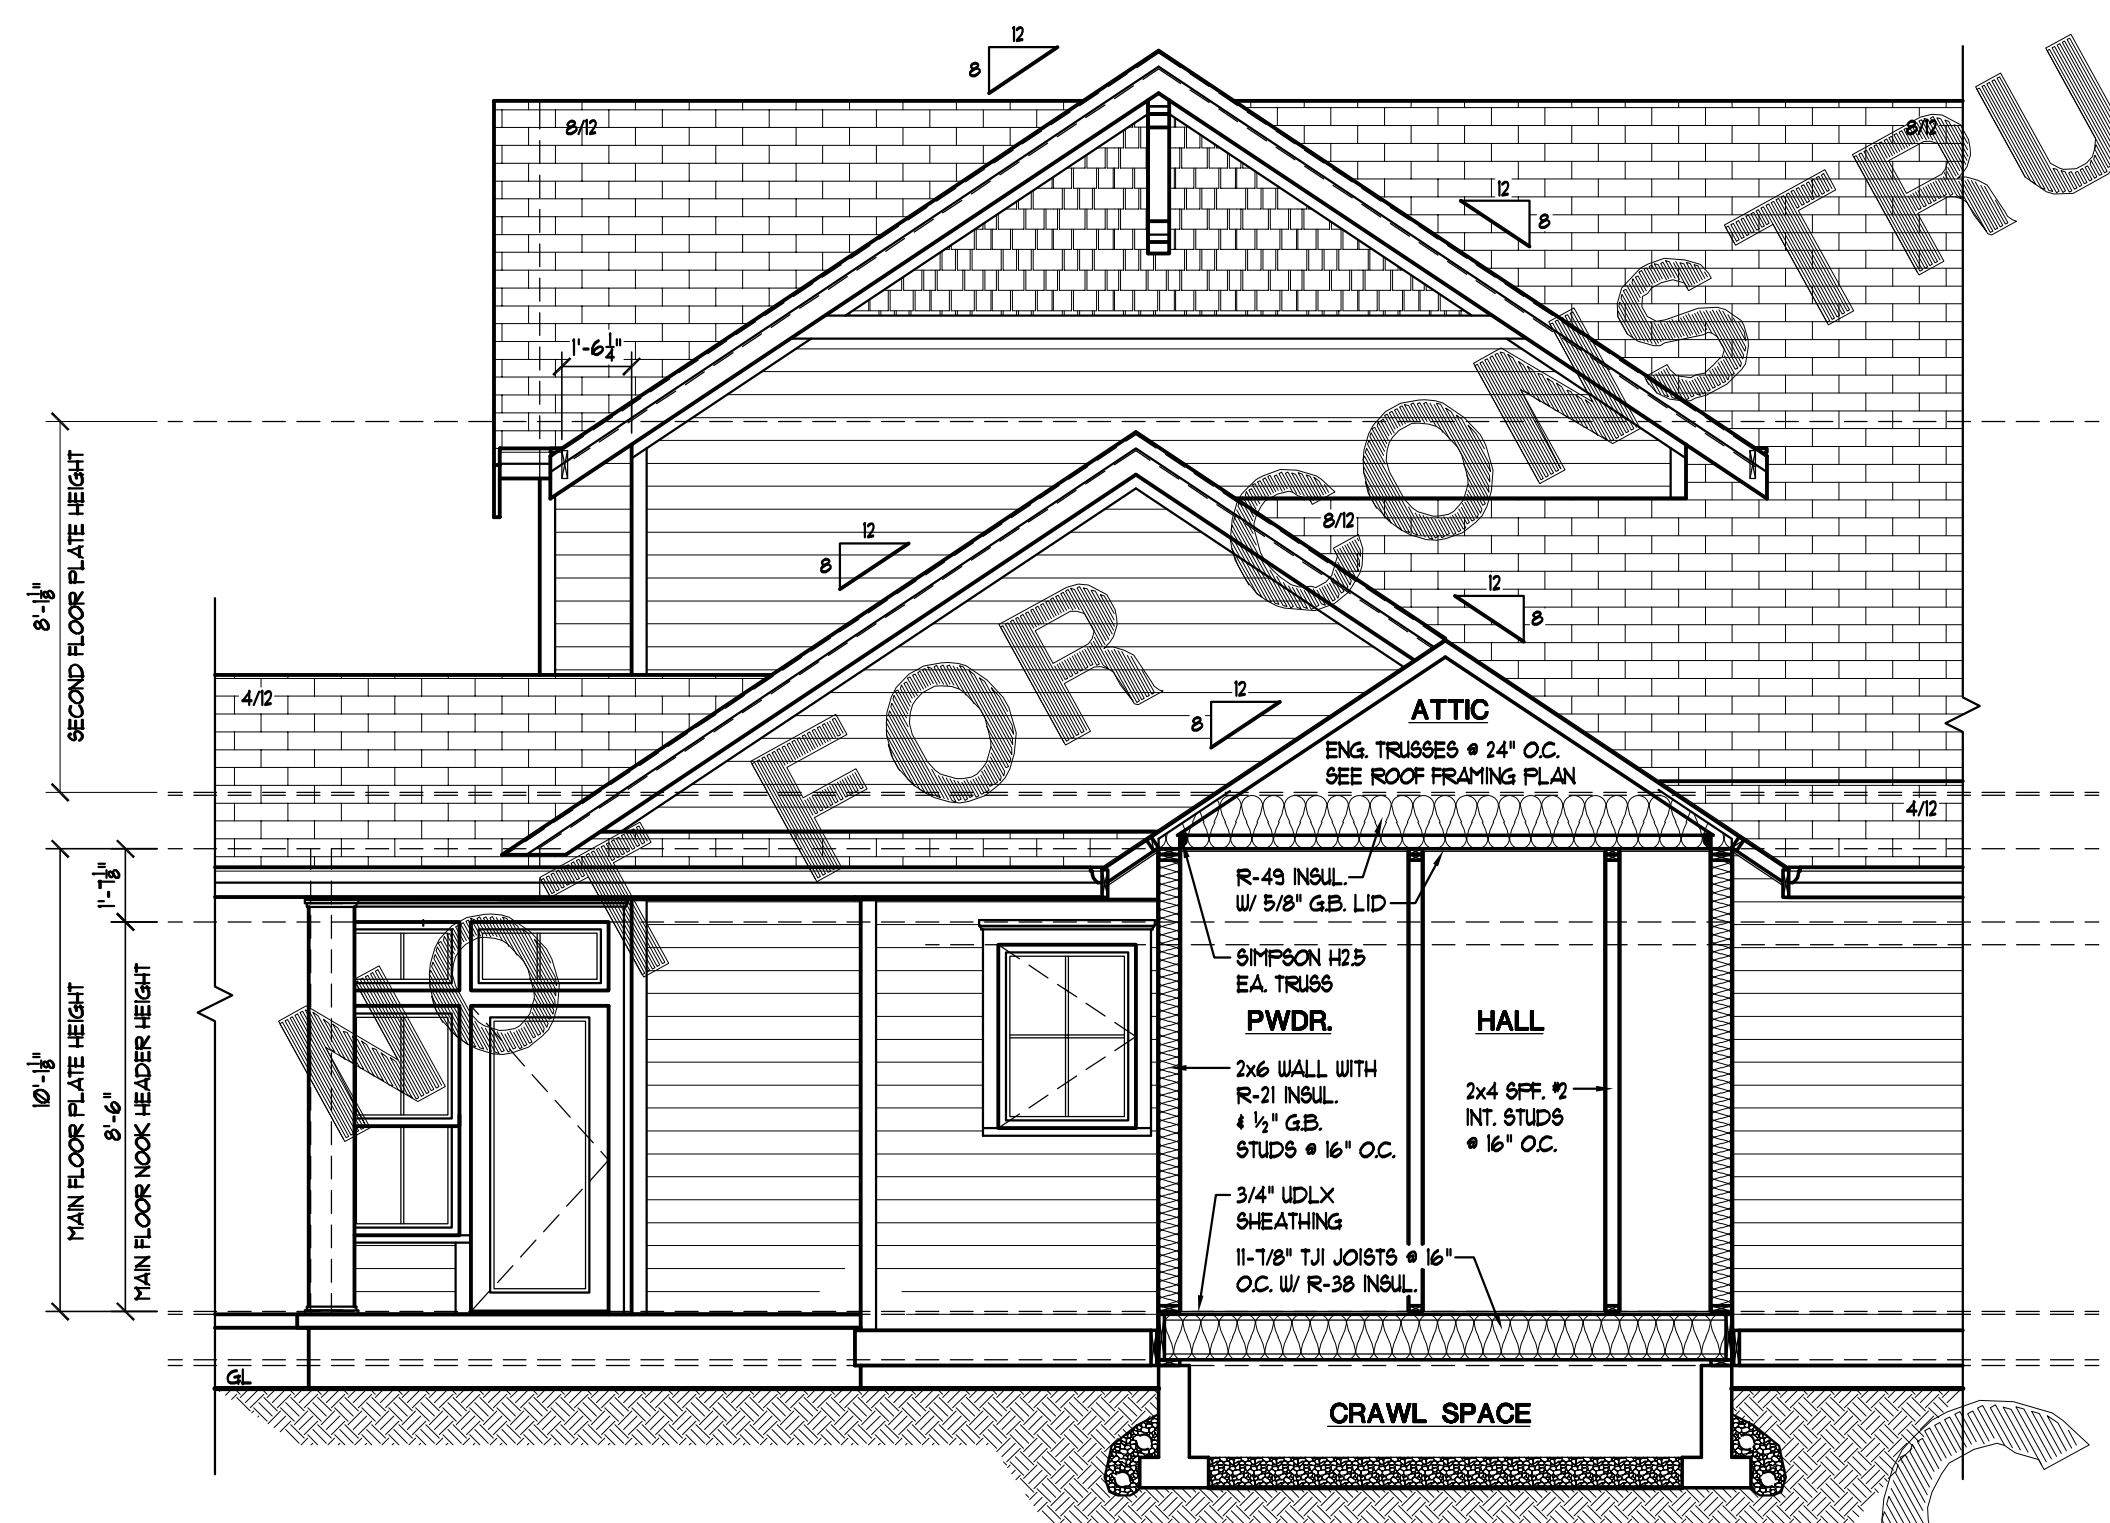 12
8
8/12
8/12
12
8
1'-6 1/4"
SECOND FLOOR PLATE HEIGHT
8'-1 1/8"
8/12
12
8
12
8
4/12
12
8
ATTIC
ENG. TRUSSES @ 24" O.C.
SEE ROOF FRAMING PLAN
4/12
R-49 INSUL.
W/ 5/8" G.B. LID
1'-7 1/8"
SIMPSON H2.5
EA. TRUSS
MAIN FLOOR PLATE HEIGHT
10'-1 1/8"
MAIN FLOOR NOOK HEADER HEIGHT
8'-6"
PWDR.
HALL
2x6 WALL WITH
R-21 INSUL.
& 1/2" G.B.
STUDS @ 16" O.C.
2x4 SPF. #2
INT. STUDS
@ 16" O.C.
3/4" UDLX
SHEATHING
11-7/8" TJI JOISTS @ 16"
O.C. W/ R-38 INSUL.
GL
CRAWL SPACE
NOT FOR CONSTRU
C